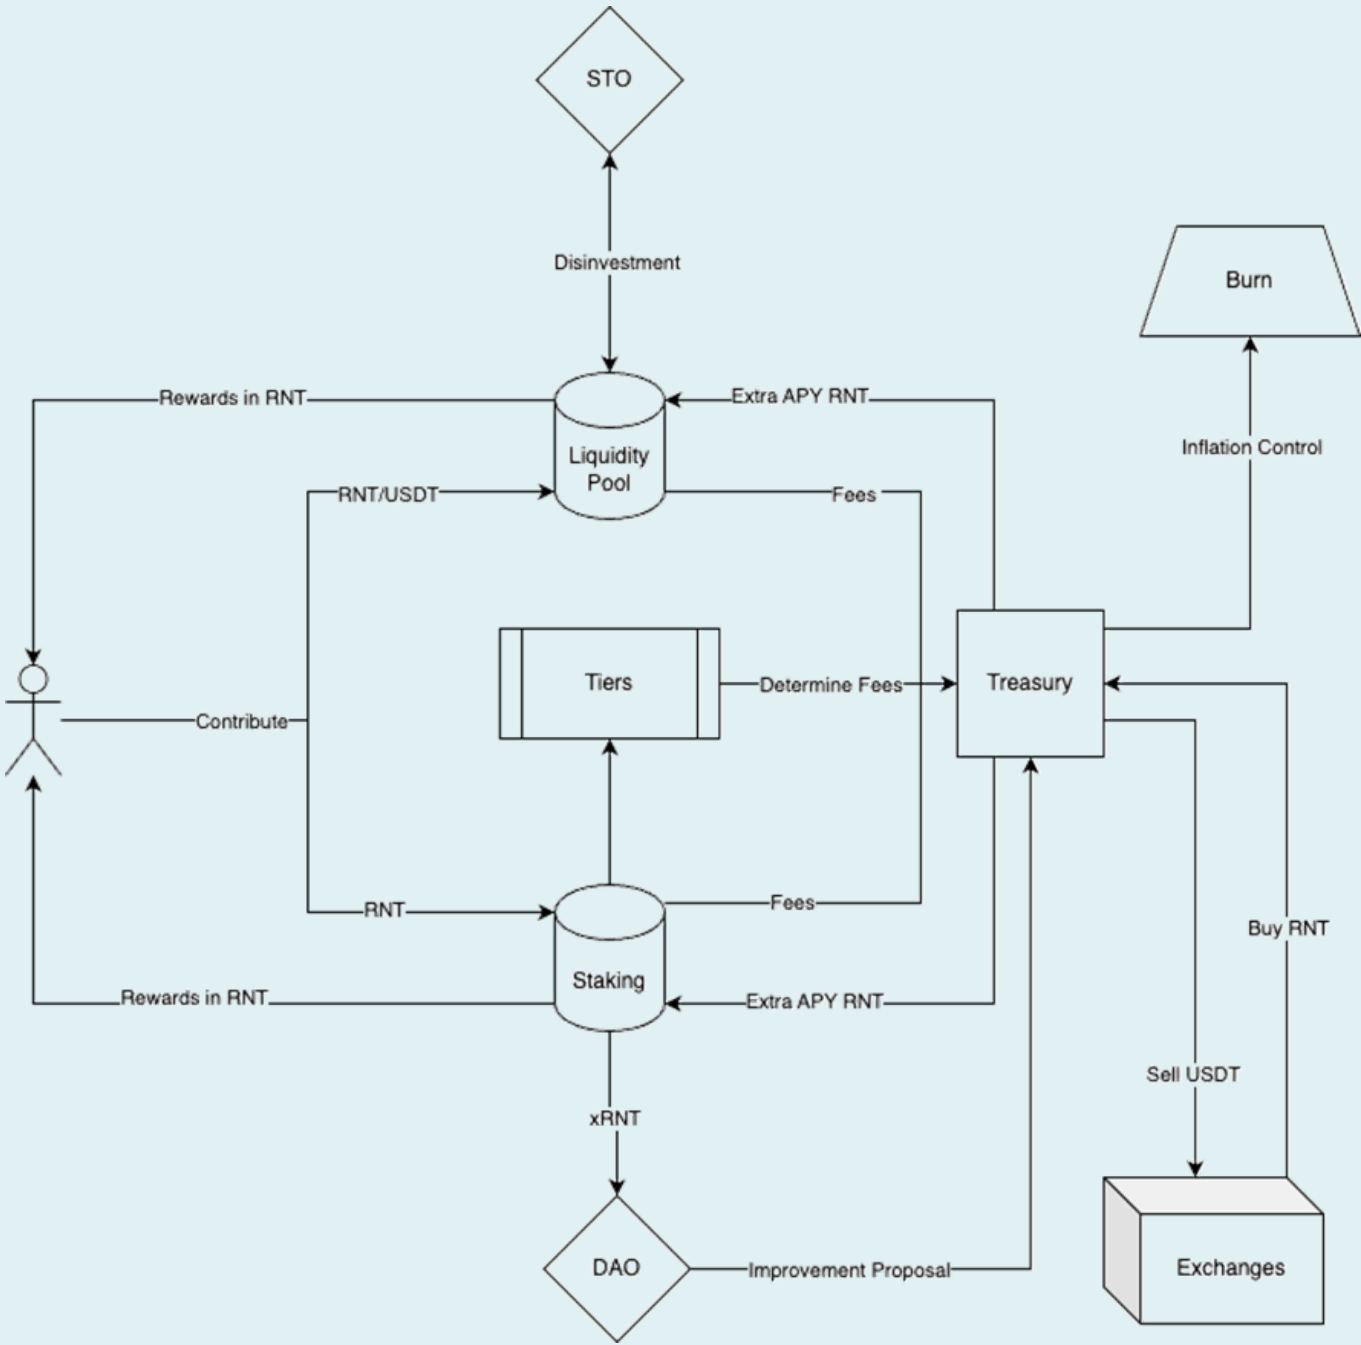 STO
Disinvestment
Burn
Rewards in RNT
Extra APY RNT
Inflation Control
Liquidity
Pool
RNT/USDT
Fees
Tiers
Determine Fees
Treasury
Contribute
RNT
Fees
Buy RNT
Staking
Rewards in RNT
Extra APY RNT
Sell USDT
xRNT
DAO
Improvement Proposal
Exchanges